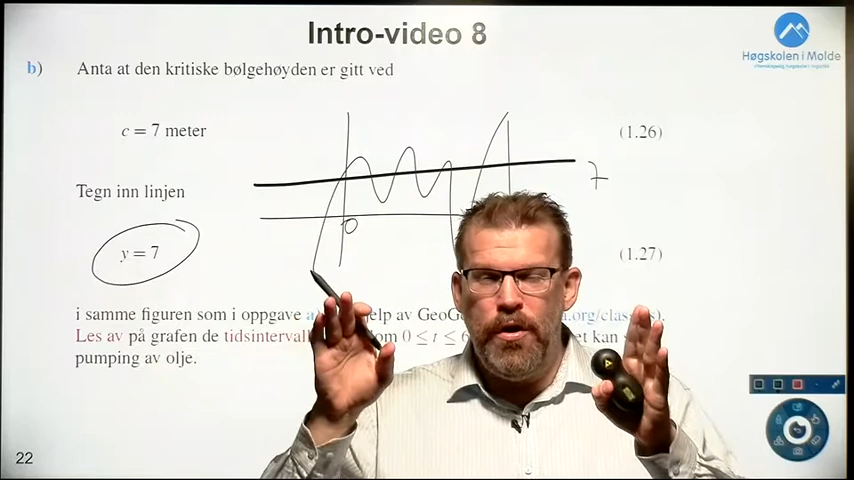 Intro-video 8
Høgskolen i Molde
b) Anta at den kritiske bølgehøyden er gitt ved
c = 7 meter (1.26)
7
Tegn inn linjen
0
y = 7 (1.27)
i samme figuren som i oppgave
Les av på grafen de 0 ≤ t ≤ kan
pumping av olje.
22